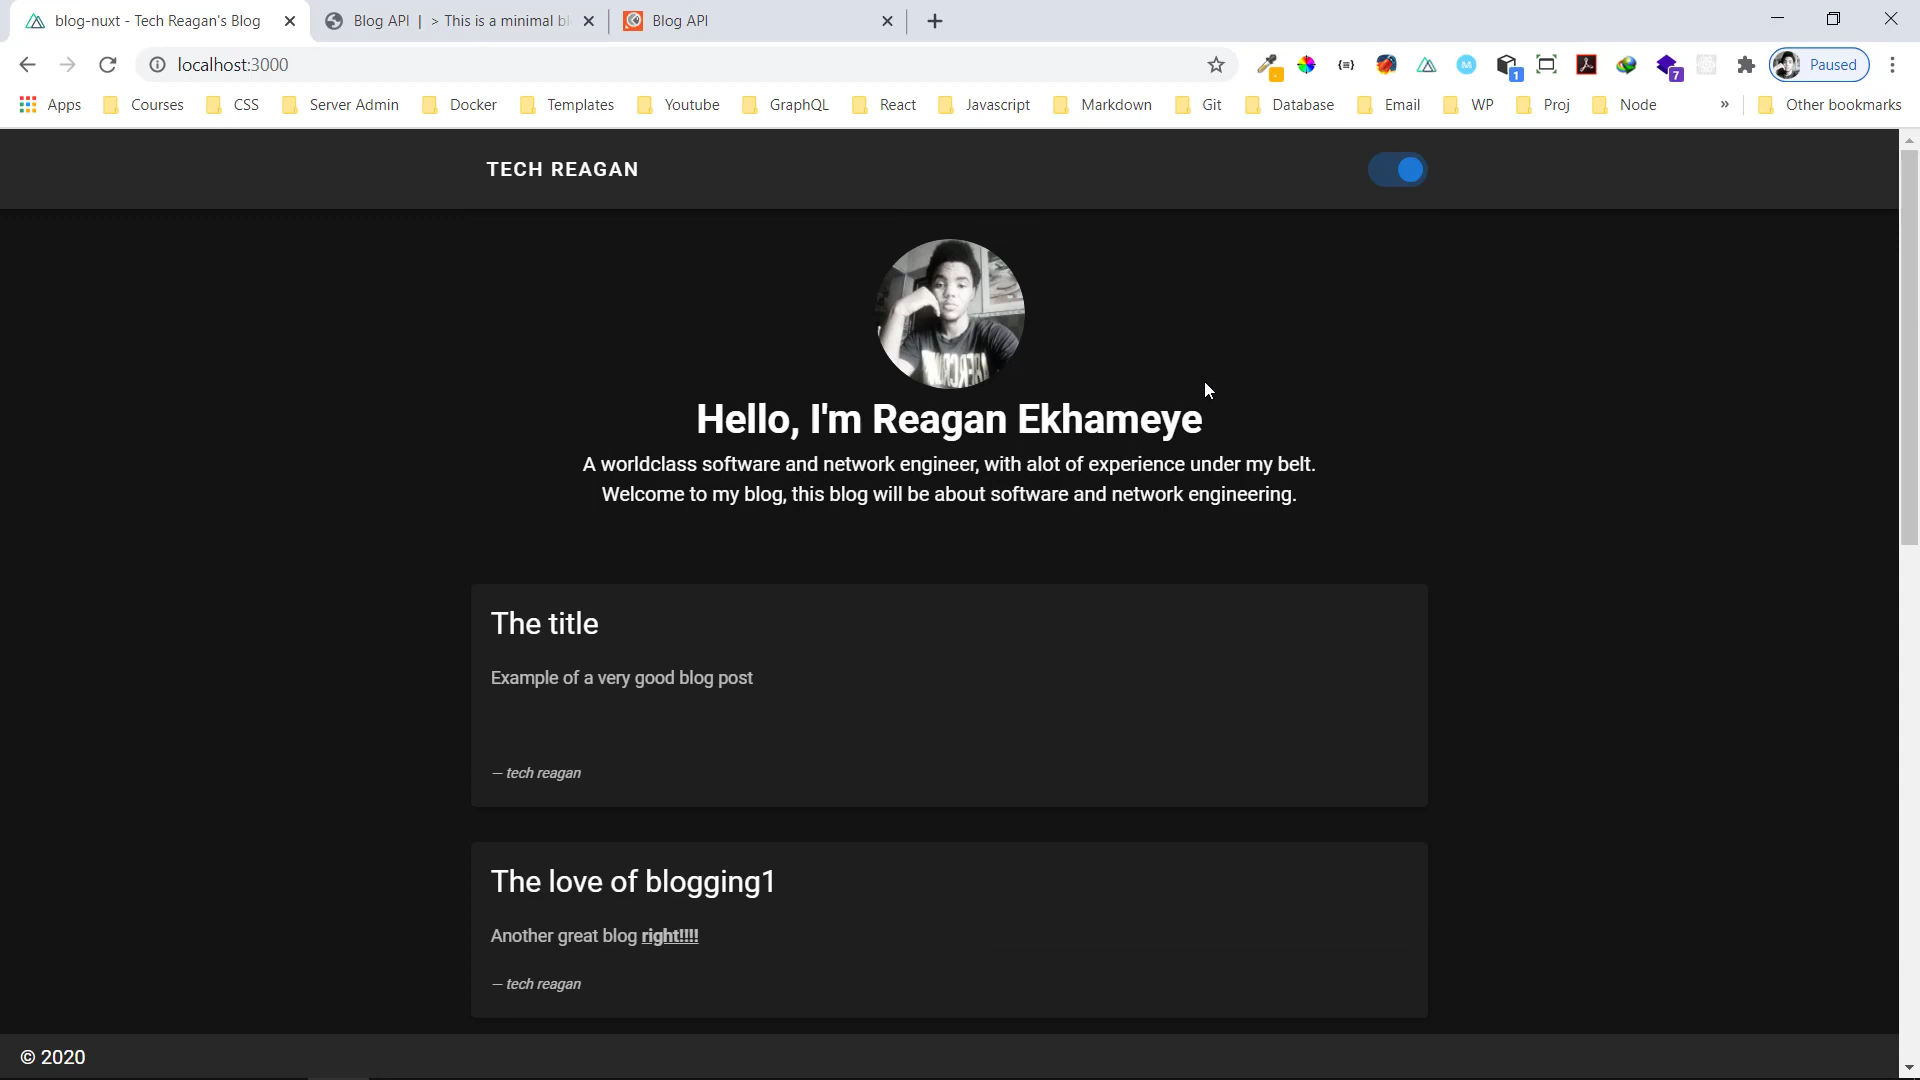 blog-nuxt - Tech Reagan's Blog
Blog API | > This is a minimal bl
Blog API
localhost:3000
1
7
Paused
Apps
Courses
CSS
Server Admin
Docker
Templates
Youtube
GraphQL
React
Javascript
Markdown
Git
Database
Email
WP
Proj
Node
»
Other bookmarks
TECH REAGAN
Hello, I'm Reagan Ekhameye
A worldclass software and network engineer, with alot of experience under my belt.
Welcome to my blog, this blog will be about software and network engineering.
The title
Example of a very good blog post
— tech reagan
The love of blogging1
Another great blog right!!!!
— tech reagan
© 2020